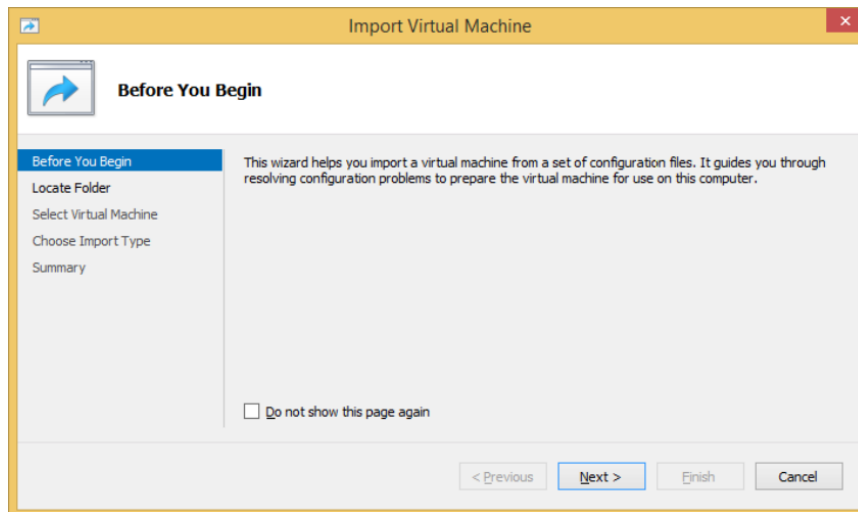 Import Virtual Machine
Before You Begin
Before You Begin
Locate Folder
Select Virtual Machine
Choose Import Type
Summary
This wizard helps you import a virtual machine from a set of configuration files. It guides you through
resolving configuration problems to prepare the virtual machine for use on this computer.
Do not show this page again
< Previous
Next >
Finish
Cancel